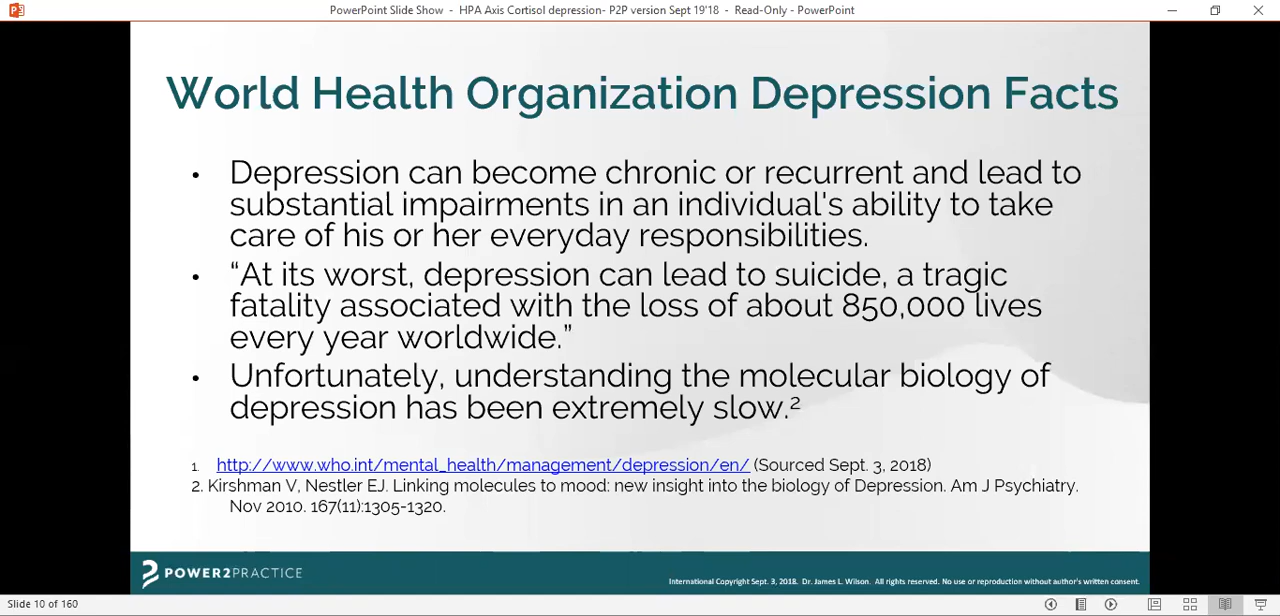 PowerPoint Slide Show - HPA Axis Cortisol depression- P2P version Sept 19'18 - Read-Only - PowerPoint
World Health Organization Depression Facts
• Depression can become chronic or recurrent and lead to
substantial impairments in an individual's ability to take
care of his or her everyday responsibilities.
• “At its worst, depression can lead to suicide, a tragic
fatality associated with the loss of about 850,000 lives
every year worldwide.”
• Unfortunately, understanding the molecular biology of
depression has been extremely slow.²
1. http://www.who.int/mental_health/management/depression/en/ (Sourced Sept. 3, 2018)
2. Kirshman V, Nestler EJ. Linking molecules to mood: new insight into the biology of Depression. Am J Psychiatry.
Nov 2010. 167(11):1305-1320.
POWER2PRACTICE
International Copyright Sept. 3, 2018. Dr. James L. Wilson. All rights reserved. No use or reproduction without author's written consent.
Slide 10 of 160